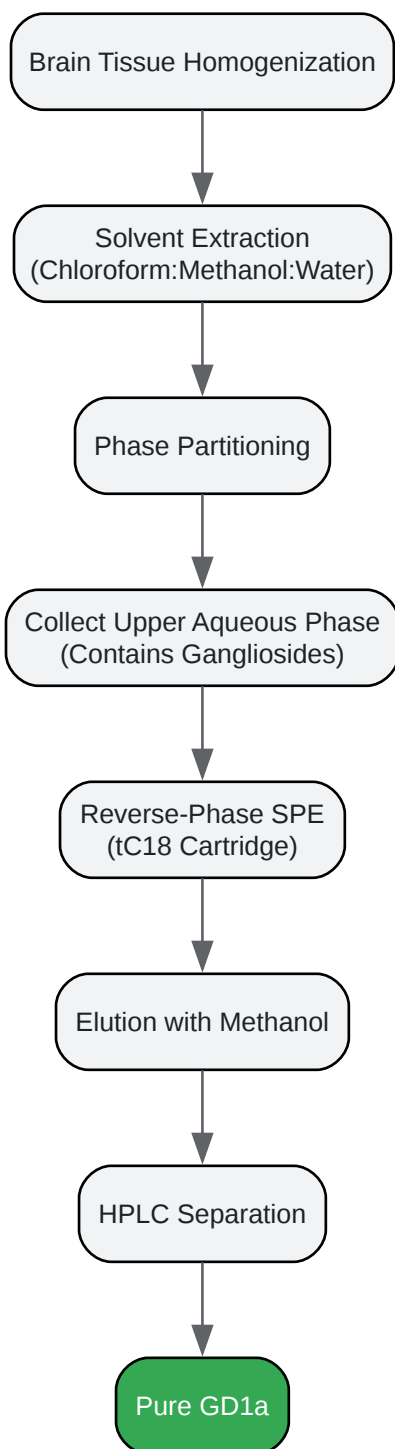 Brain Tissue Homogenization
Solvent Extraction
(Chloroform:Methanol:Water)
Phase Partitioning
Collect Upper Aqueous Phase
(Contains Gangliosides)
Reverse-Phase SPE
(tC18 Cartridge)
Elution with Methanol
HPLC Separation
Pure GD1a